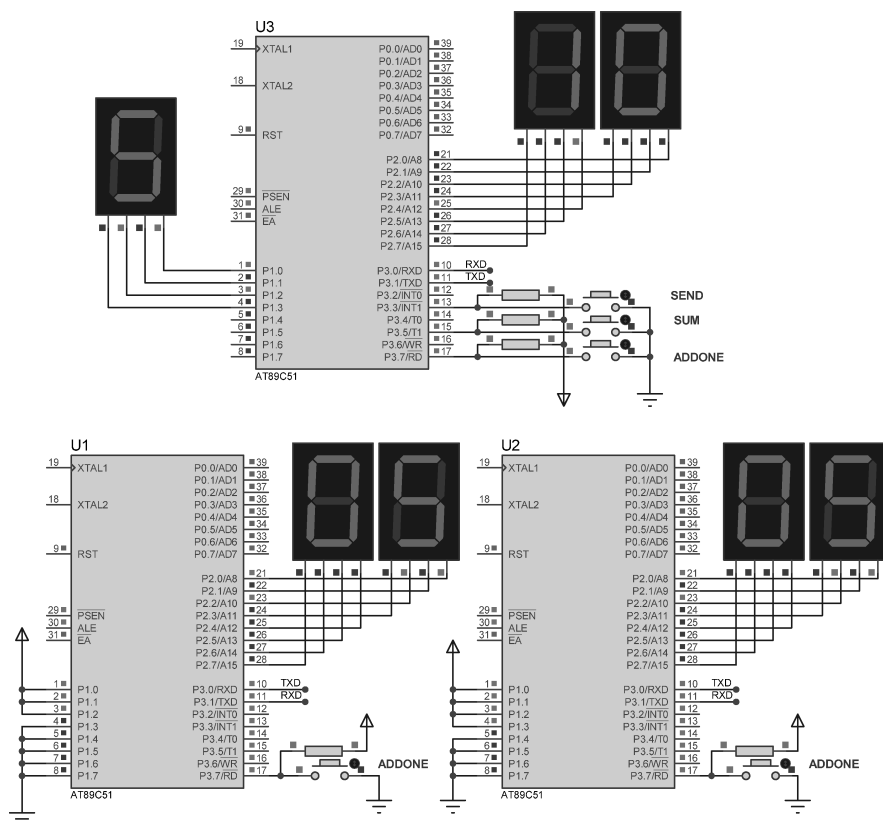 U3
19 XTAL1
18 XTAL2
9 RST
29 PSEN
30 ALE
31 EA
1 P1.0
2 P1.1
3 P1.2
4 P1.3
5 P1.4
6 P1.5
7 P1.6
8 P1.7
P0.0/AD0 39
P0.1/AD1 38
P0.2/AD2 37
P0.3/AD3 36
P0.4/AD4 35
P0.5/AD5 34
P0.6/AD6 33
P0.7/AD7 32
P2.0/A8 21
P2.1/A9 22
P2.2/A10 23
P2.3/A11 24
P2.4/A12 25
P2.5/A13 26
P2.6/A14 27
P2.7/A15 28
P3.0/RXD 10 RXD
P3.1/TXD 11 TXD
P3.2/INT0 12
P3.3/INT1 13
P3.4/T0 14
P3.5/T1 15
P3.6/WR 16
P3.7/RD 17
AT89C51
5
10
SEND
SUM
ADDONE
U1
19 XTAL1
18 XTAL2
9 RST
29 PSEN
30 ALE
31 EA
1 P1.0
2 P1.1
3 P1.2
4 P1.3
5 P1.4
6 P1.5
7 P1.6
8 P1.7
P0.0/AD0 39
P0.1/AD1 38
P0.2/AD2 37
P0.3/AD3 36
P0.4/AD4 35
P0.5/AD5 34
P0.6/AD6 33
P0.7/AD7 32
P2.0/A8 21
P2.1/A9 22
P2.2/A10 23
P2.3/A11 24
P2.4/A12 25
P2.5/A13 26
P2.6/A14 27
P2.7/A15 28
P3.0/RXD 10 TXD
P3.1/TXD 11 RXD
P3.2/INT0 12
P3.3/INT1 13
P3.4/T0 14
P3.5/T1 15
P3.6/WR 16
P3.7/RD 17
AT89C51
05
ADDONE
U2
19 XTAL1
18 XTAL2
9 RST
29 PSEN
30 ALE
31 EA
1 P1.0
2 P1.1
3 P1.2
4 P1.3
5 P1.4
6 P1.5
7 P1.6
8 P1.7
P0.0/AD0 39
P0.1/AD1 38
P0.2/AD2 37
P0.3/AD3 36
P0.4/AD4 35
P0.5/AD5 34
P0.6/AD6 33
P0.7/AD7 32
P2.0/A8 21
P2.1/A9 22
P2.2/A10 23
P2.3/A11 24
P2.4/A12 25
P2.5/A13 26
P2.6/A14 27
P2.7/A15 28
P3.0/RXD 10 TXD
P3.1/TXD 11 RXD
P3.2/INT0 12
P3.3/INT1 13
P3.4/T0 14
P3.5/T1 15
P3.6/WR 16
P3.7/RD 17
AT89C51
05
ADDONE